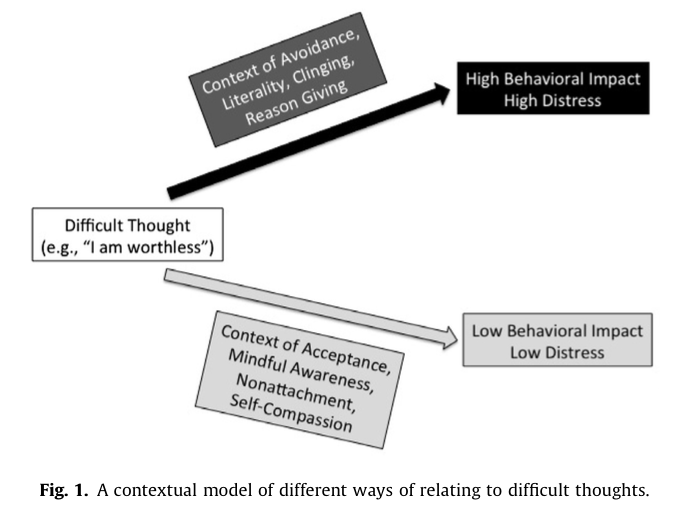 Context of Avoidance,
Literality, Clinging,
Reason Giving
High Behavioral Impact
High Distress
Difficult Thought
(e.g., “I am worthless”)
Context of Acceptance,
Mindful Awareness,
Nonattachment,
Self-Compassion
Low Behavioral Impact
Low Distress
Fig. 1. A contextual model of different ways of relating to difficult thoughts.